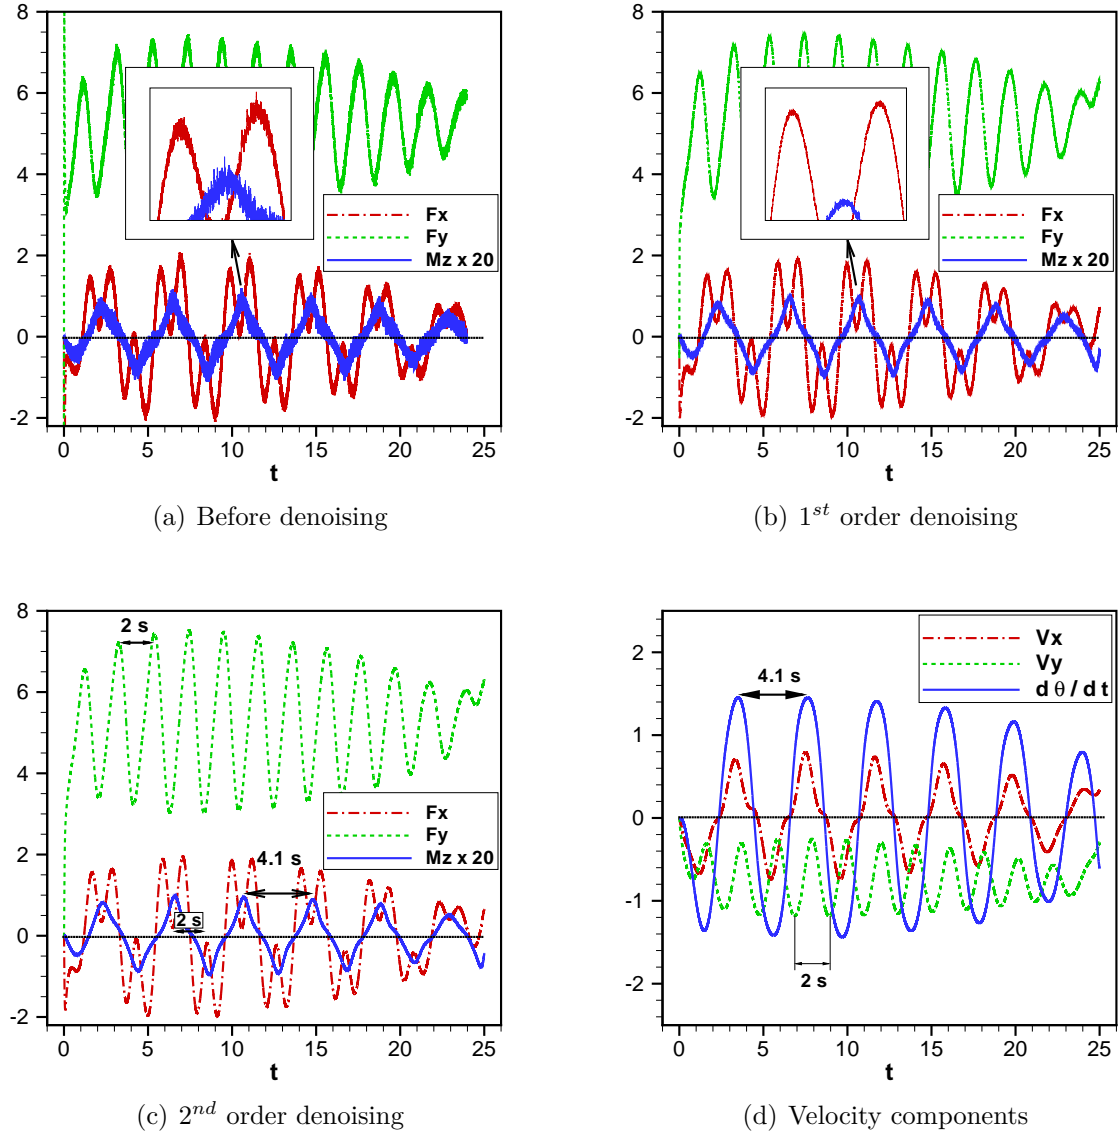 8
6
4
2
0
-2
0 5 10 15 20 25
t
Fx
Fy
Mz x 20
(a) Before denoising
8
6
4
2
0
-2
0 5 10 15 20 25
t
Fx
Fy
Mz x 20
(b) 1st order denoising
8
6
4
2
0
-2
0 5 10 15 20 25
t
2 s
Fx
Fy
Mz x 20
4.1 s
2 s
(c) 2nd order denoising
2
1
0
-1
-2
0 5 10 15 20 25
t
Vx
Vy
d θ / d t
4.1 s
2 s
(d) Velocity components